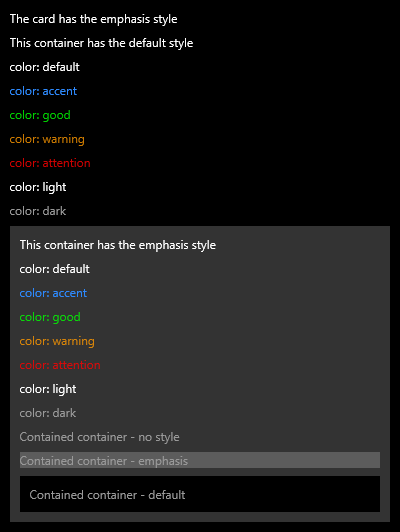 The card has the emphasis style
This container has the default style
color: default
color: accent
color: good
color: warning
color: attention
color: light
color: dark
This container has the emphasis style
color: default
color: accent
color: good
color: warning
color: attention
color: light
color: dark
Contained container - no style
Contained container - emphasis
Contained container - default